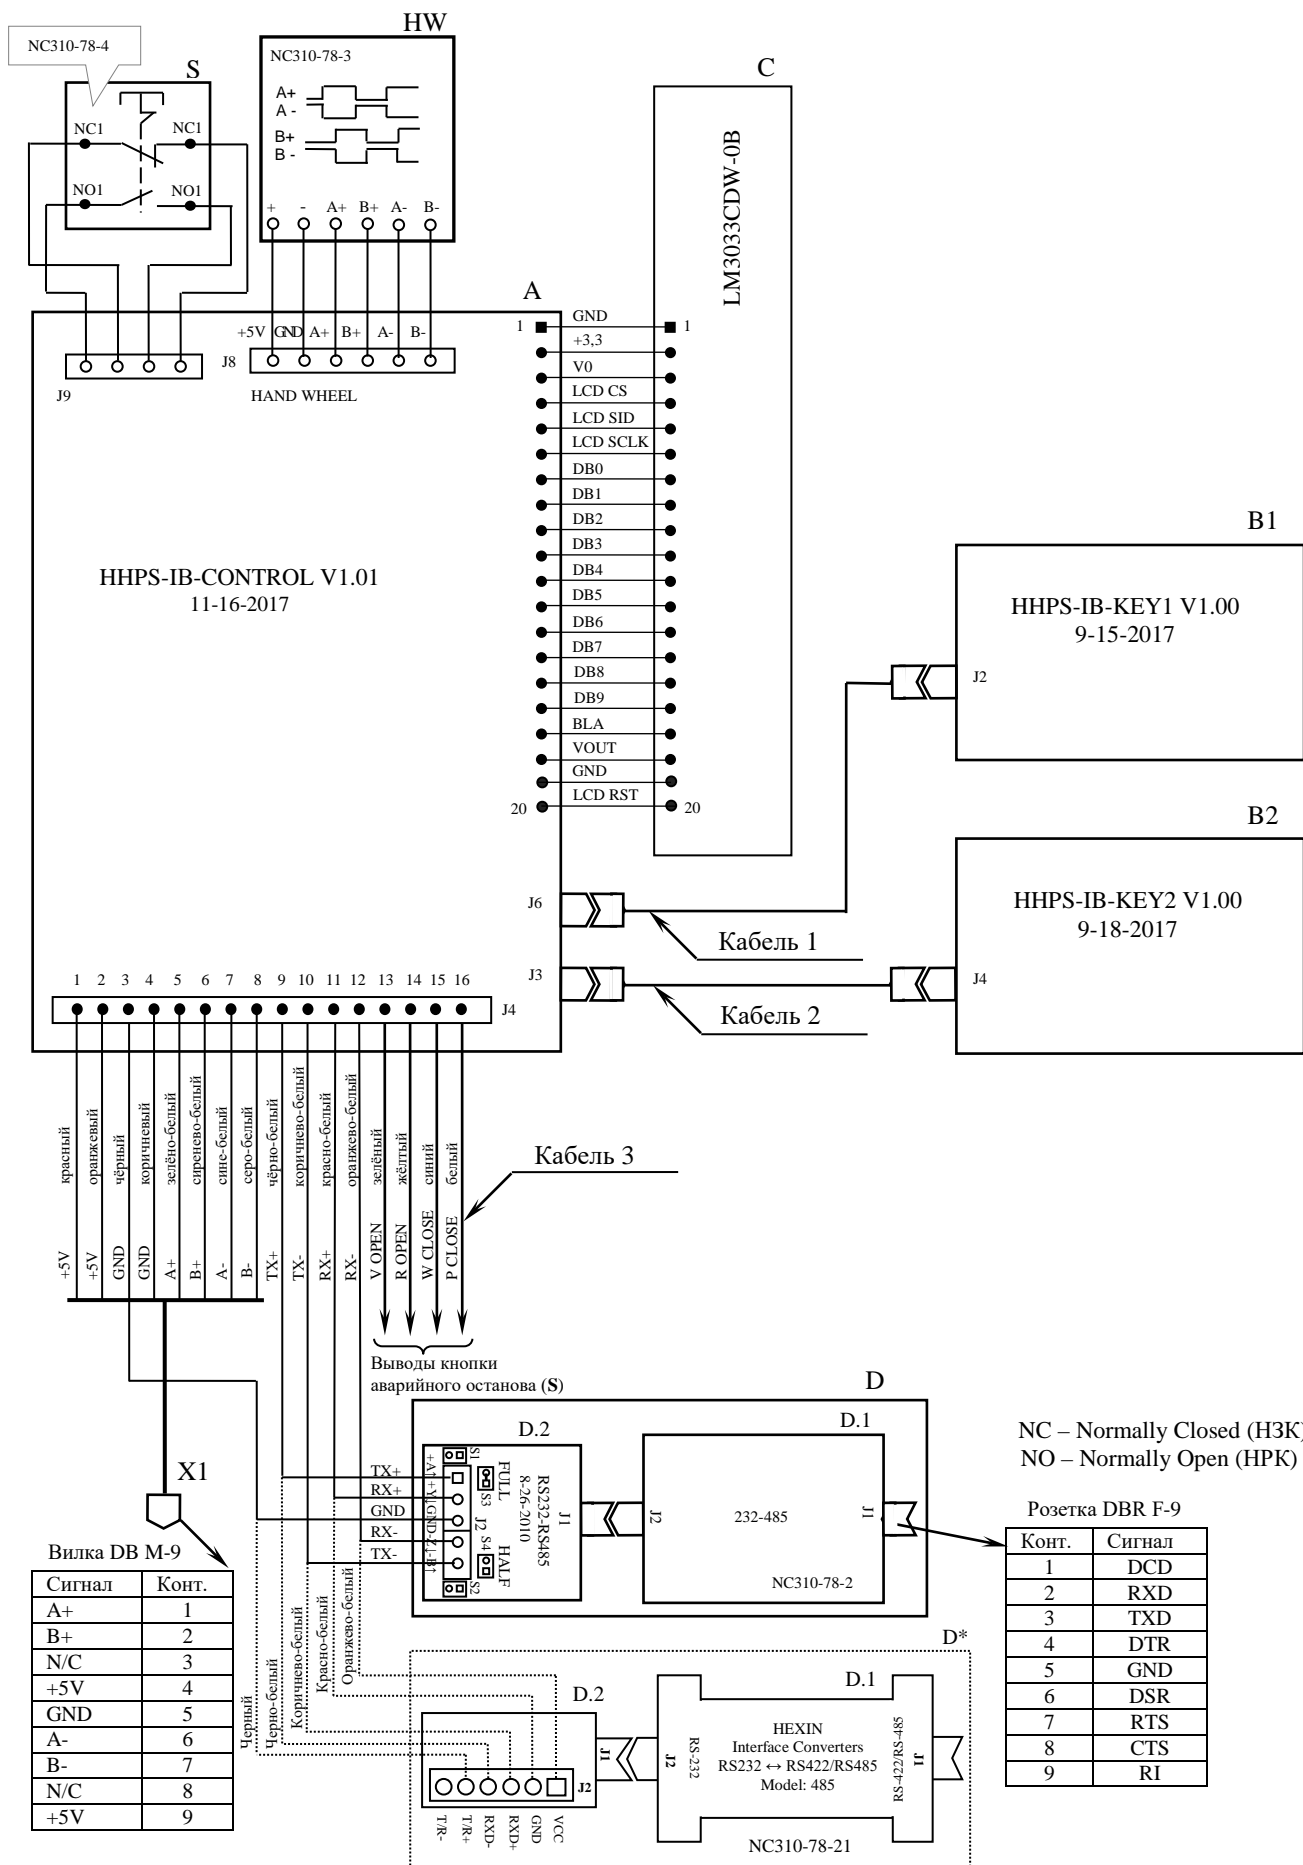 HW
NC310-78-4
NC310-78-3
S
C
A+
A -
B+
B -
NC1 NC1
NO1 NO1
+ - A+ B+ A- B-
LM3033CDW-0B
A
+5V GND A+ B+ A- B-
J8
J9
HAND WHEEL
1 GND 1
+3,3
V0
LCD CS
LCD SID
LCD SCLK
DB0
DB1
DB2
DB3
DB4
DB5
DB6
DB7
DB8
DB9
BLA
VOUT
GND
20 LCD RST 20
HHPS-IB-CONTROL V1.01
11-16-2017
B1
HHPS-IB-KEY1 V1.00
9-15-2017
J2
B2
HHPS-IB-KEY2 V1.00
9-18-2017
J4
J6
Кабель 1
J3
Кабель 2
1 2 3 4 5 6 7 8 9 10 11 12 13 14 15 16
J4
красный
оранжевый
чёрный
коричневый
зелёно-белый
сиренево-белый
сине-белый
серо-белый
чёрно-белый
коричнево-белый
красно-белый
оранжево-белый
зелёный
жёлтый
синий
белый
Кабель 3
+5V
+5V
GND
GND
A+
B+
A-
B-
TX+
TX-
RX+
RX-
V OPEN
R OPEN
W CLOSE
P CLOSE
Выводы кнопки
аварийного останова (S)
D
D.2
D.1
TX+
RX+
GND
RX-
TX-
+A↑+Y↓GND-Z↓-B↑
S1
S3
J2
S4
S2
FULL
HALF
RS232-RS485
8-26-2010
J1
J2
232-485
J1
NC310-78-2
NC – Normally Closed (НЗК)
NO – Normally Open (НРК)
Розетка DBR F-9
Конт. Сигнал
1 DCD
2 RXD
3 TXD
4 DTR
5 GND
6 DSR
7 RTS
8 CTS
9 RI
X1
Вилка DB M-9
Сигнал Конт.
A+ 1
B+ 2
N/C 3
+5V 4
GND 5
A- 6
B- 7
N/C 8
+5V 9
Черный
Черно-белый
Коричнево-белый
Красно-белый
Оранжево-белый
D*
D.2
D.1
J1
J2
J2
RS-232
HEXIN
Interface Converters
RS232 ↔ RS422/RS485
Model: 485
RS-422/RS-485
J1
T/R-
T/R+
RXD-
RXD+
GND
VCC
NC310-78-21